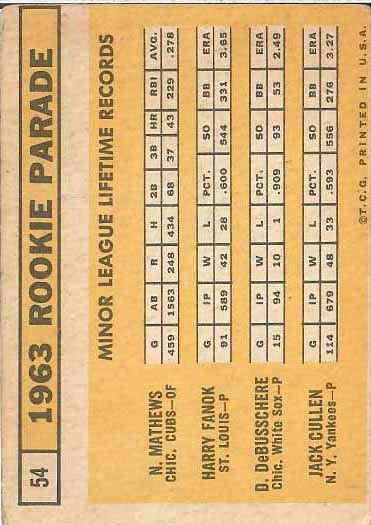 54 1963 ROOKIE PARADE
MINOR LEAGUE LIFETIME RECORDS
N. MATHEWS
CHIC. CUBS—OF
G AB R H 2B 3B HR RBI AVG.
459 1563 248 434 68 37 43 229 .278
HARRY FANOK
ST. LOUIS—P
G IP W L PCT. SO BB ERA
91 589 42 28 .600 544 331 3.65
D. DeBUSSCHERE
Chic. White Sox—P
G IP W L PCT. SO BB ERA
15 94 10 1 .909 93 53 2.49
JACK CULLEN
N. Y. Yankees—P
G IP W L PCT. SO BB ERA
114 679 48 33 .593 556 276 3.27
©T.C.G. PRINTED IN U.S.A.